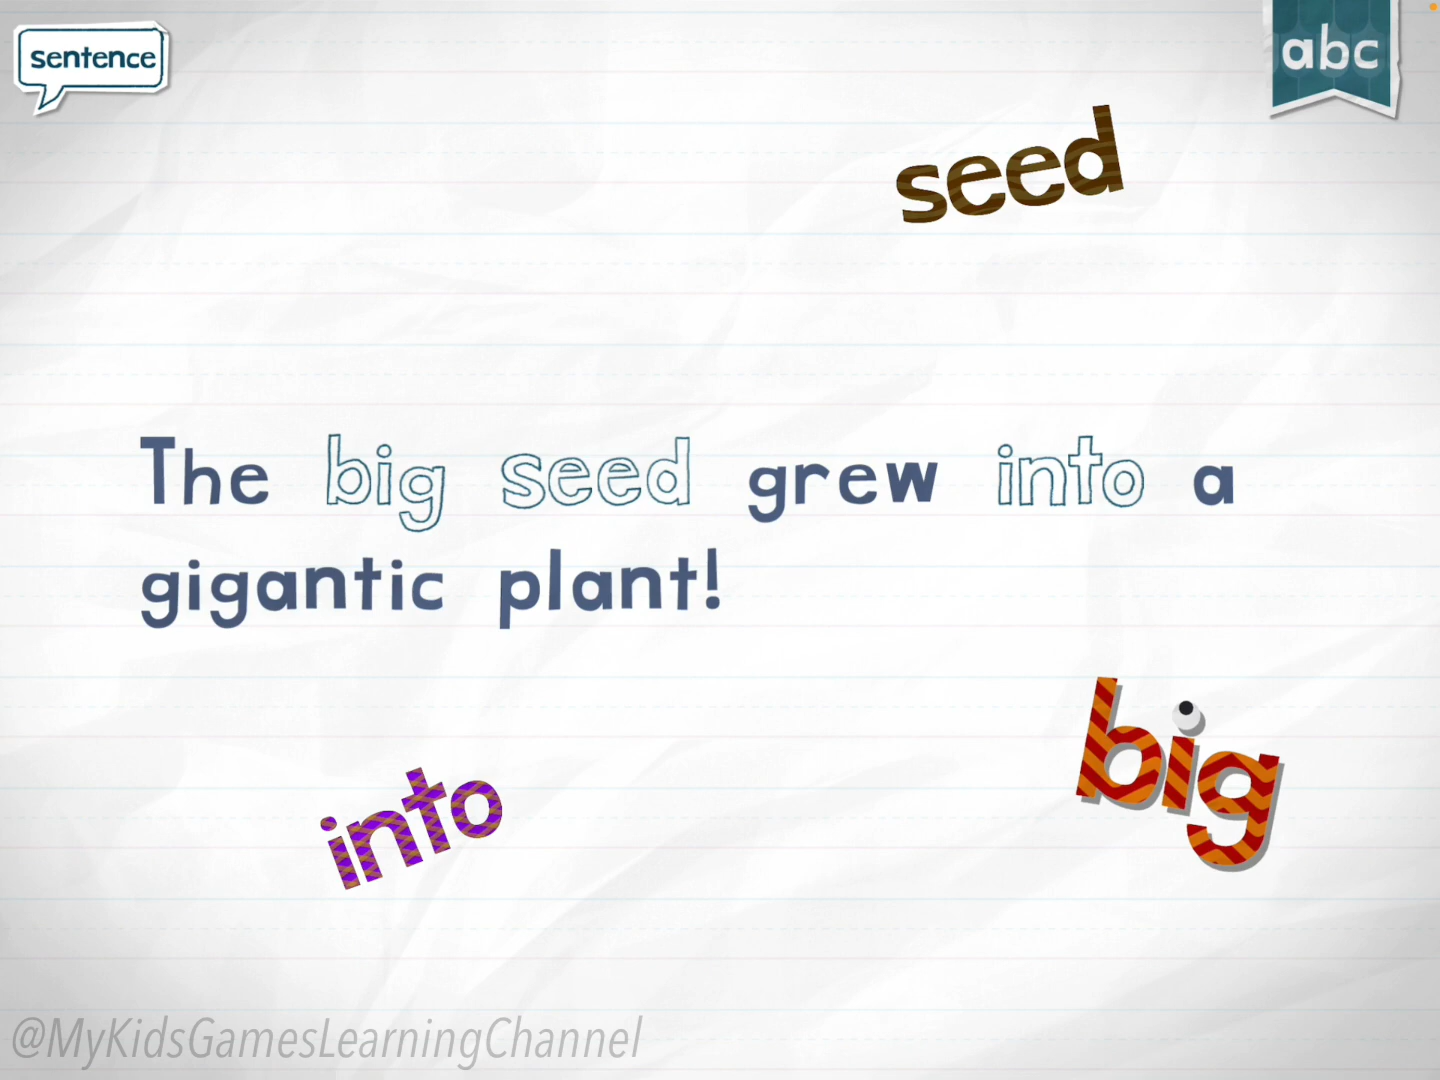 sentence
abc
seed
The big seed grew into a
gigantic plant!
big
into
@MyKidsGamesLearningChannel